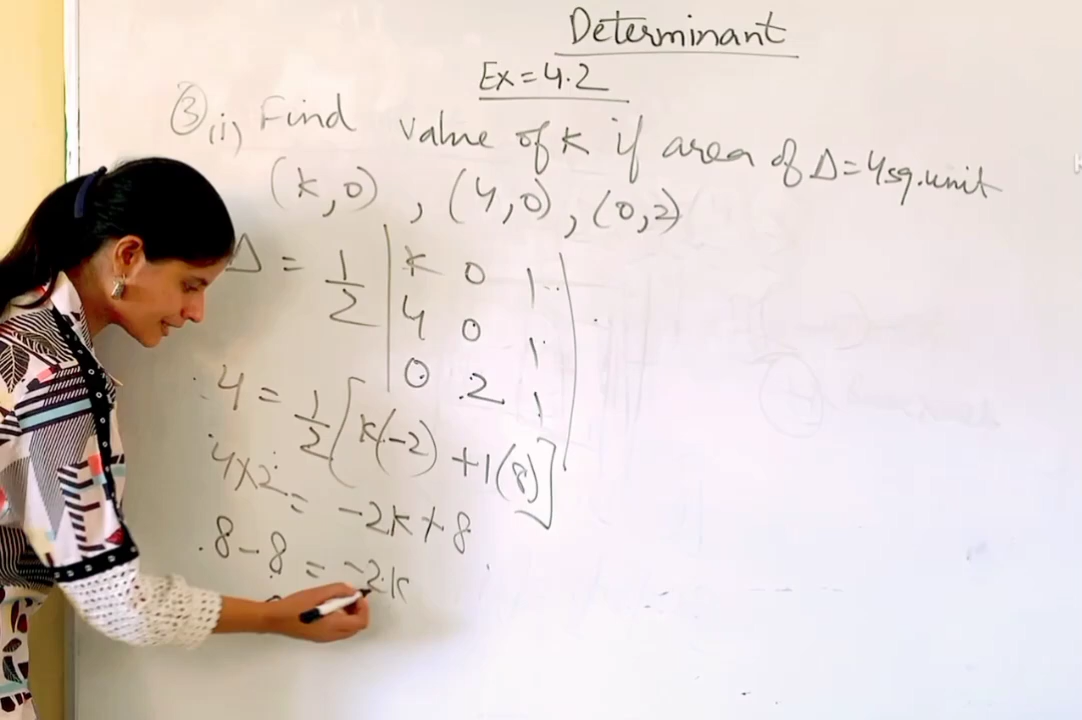 Determinant
Ex = 4.2
③(i) Find value of K if area of Δ = 4 sq. unit
(K,0), (4,0), (0,2)
Δ = 1/2 | K 0 1
4 0 1
0 2 1 |
4 = 1/2 [K(-2) + 1(8)]
4×2 = -2K + 8
8-8 = -2K